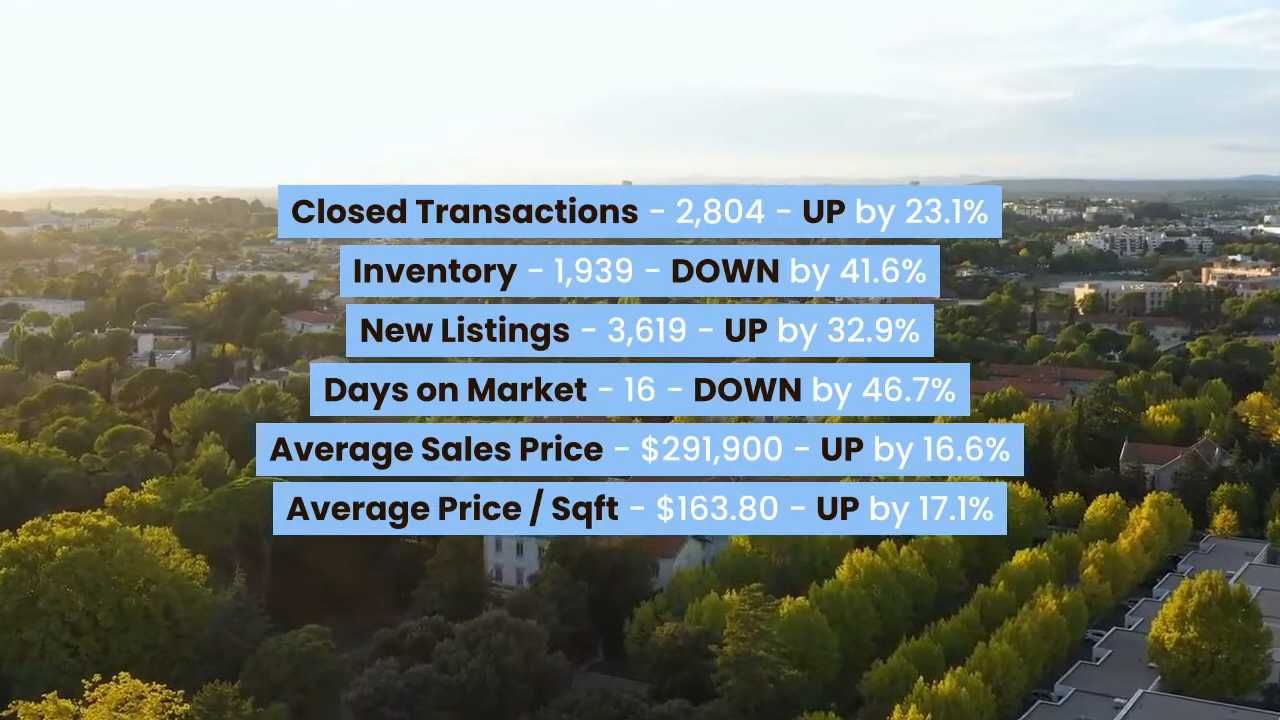 Closed Transactions - 2,804 - UP by 23.1%
Inventory - 1,939 - DOWN by 41.6%
New Listings - 3,619 - UP by 32.9%
Days on Market - 16 - DOWN by 46.7%
Average Sales Price - $291,900 - UP by 16.6%
Average Price / Sqft - $163.80 - UP by 17.1%